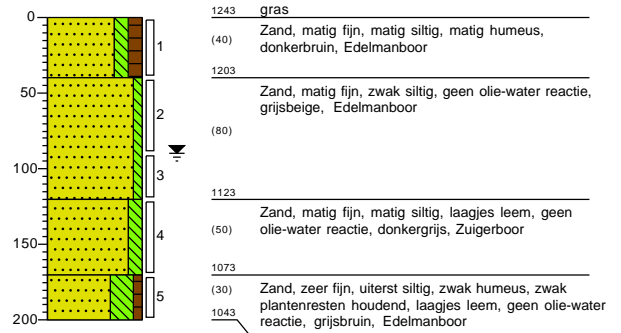 0
50
100
150
200
1
2
3
4
5
1243 gras
(40) Zand, matig fijn, matig siltig, matig humeus,
donkerbruin, Edelmanboor
1203
Zand, matig fijn, zwak siltig, geen olie-water reactie,
grijsbeige, Edelmanboor
(80)
1123
Zand, matig fijn, matig siltig, laagjes leem, geen
(50) olie-water reactie, donkergrijs, Zuigerboor
1073
(30) Zand, zeer fijn, uiterst siltig, zwak humeus, zwak
plantenresten houdend, laagjes leem, geen olie-water
1043 reactie, grijsbruin, Edelmanboor